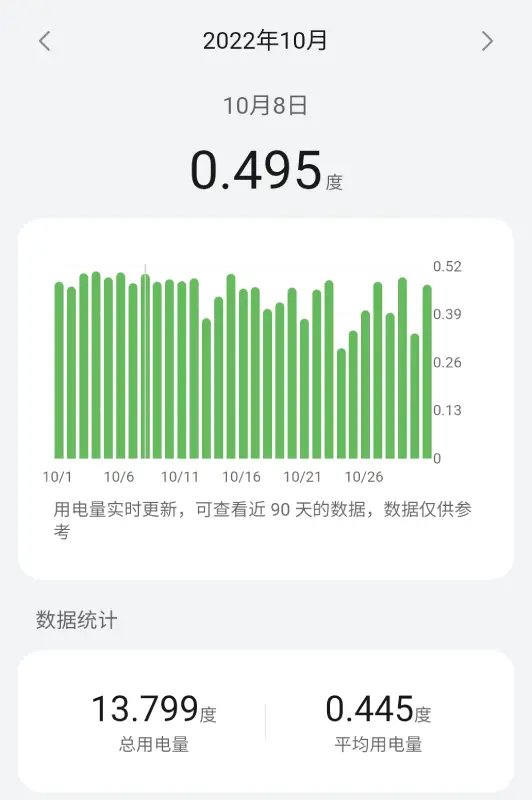 2022年10月
10月8日
0.495度
0.52
0.39
0.26
0.13
0
10/1 10/6 10/11 10/16 10/21 10/26
用电量实时更新，可查看近 90 天的数据，数据仅供参
考
数据统计
13.799度 0.445度
总用电量 平均用电量